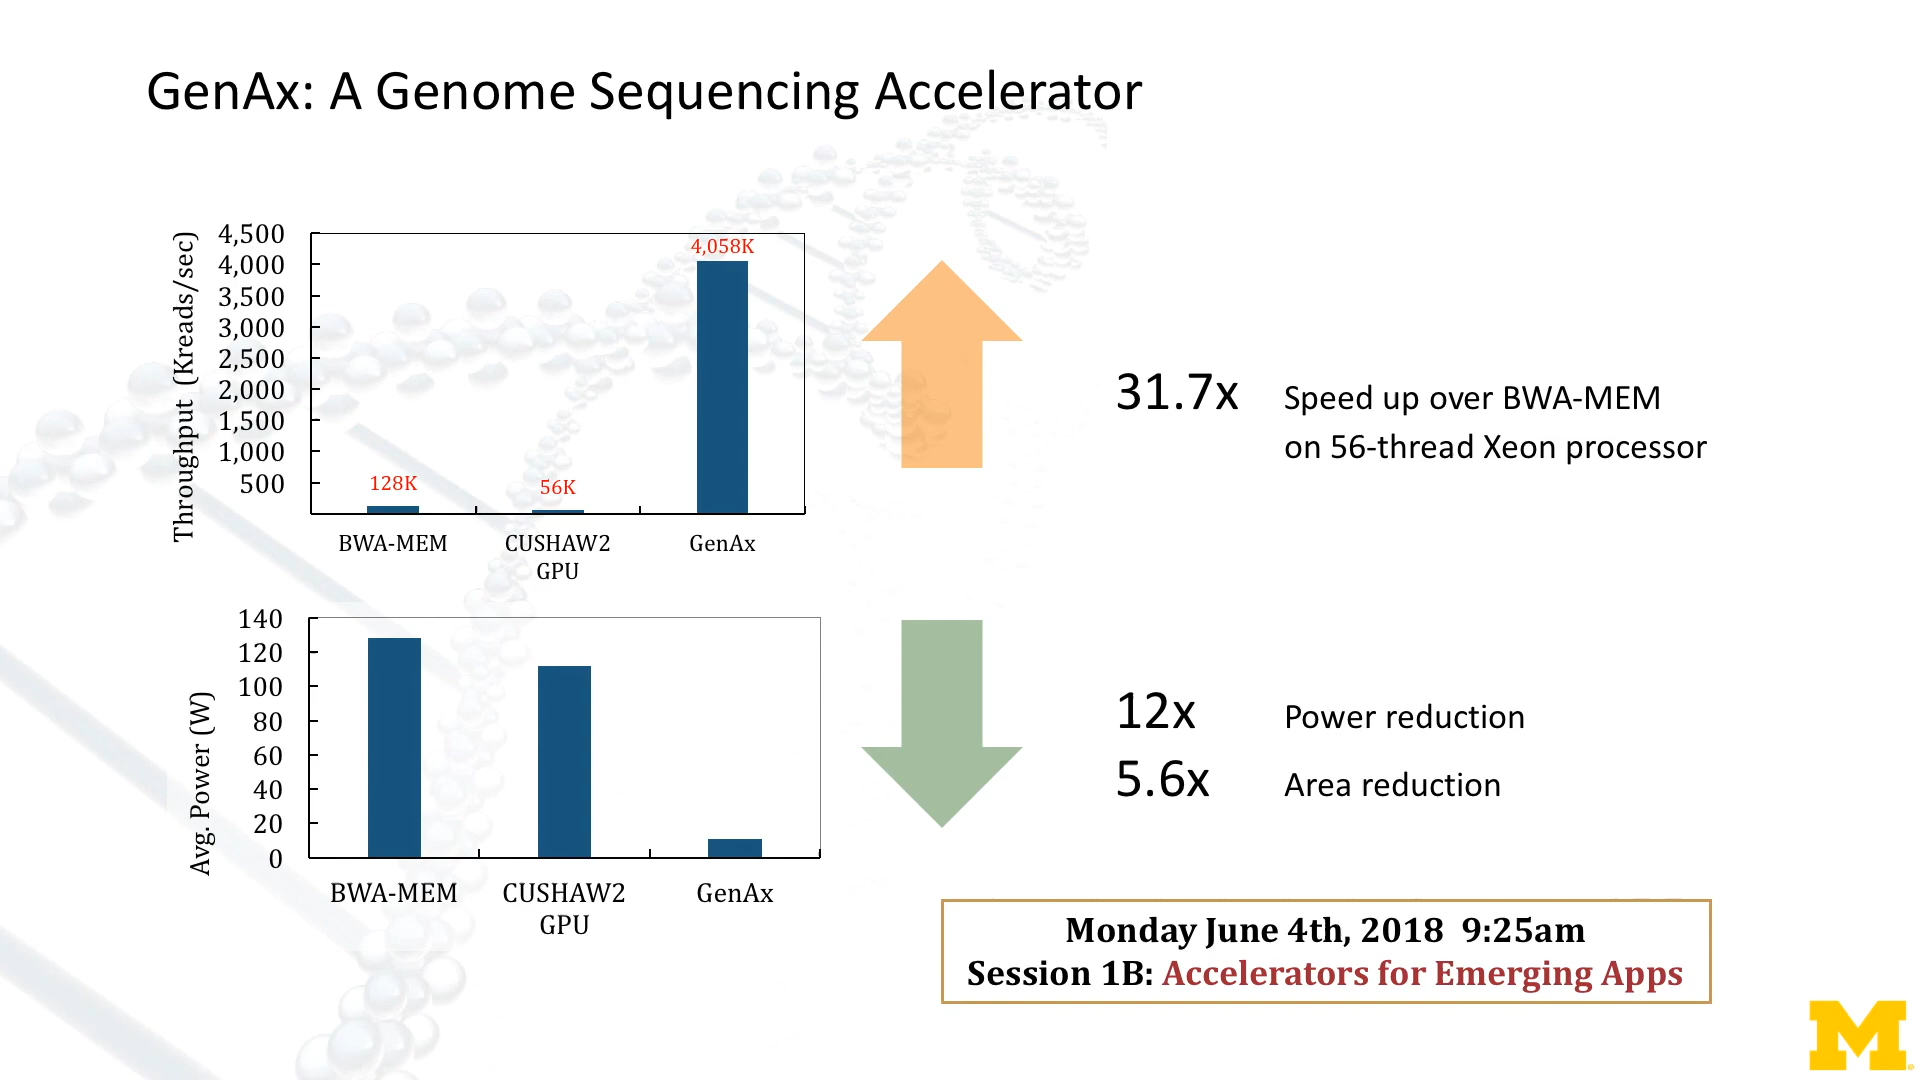 GenAx: A Genome Sequencing Accelerator
Throughput (Kreads/sec)
4,500
4,000
3,500
3,000
2,500
2,000
1,500
1,000
500
128K
56K
4,058K
BWA-MEM
CUSHAW2
GPU
GenAx
31.7x Speed up over BWA-MEM
on 56-thread Xeon processor
Avg. Power (W)
140
120
100
80
60
40
20
0
BWA-MEM
CUSHAW2
GPU
GenAx
12x Power reduction
5.6x Area reduction
Monday June 4th, 2018 9:25am
Session 1B: Accelerators for Emerging Apps
M